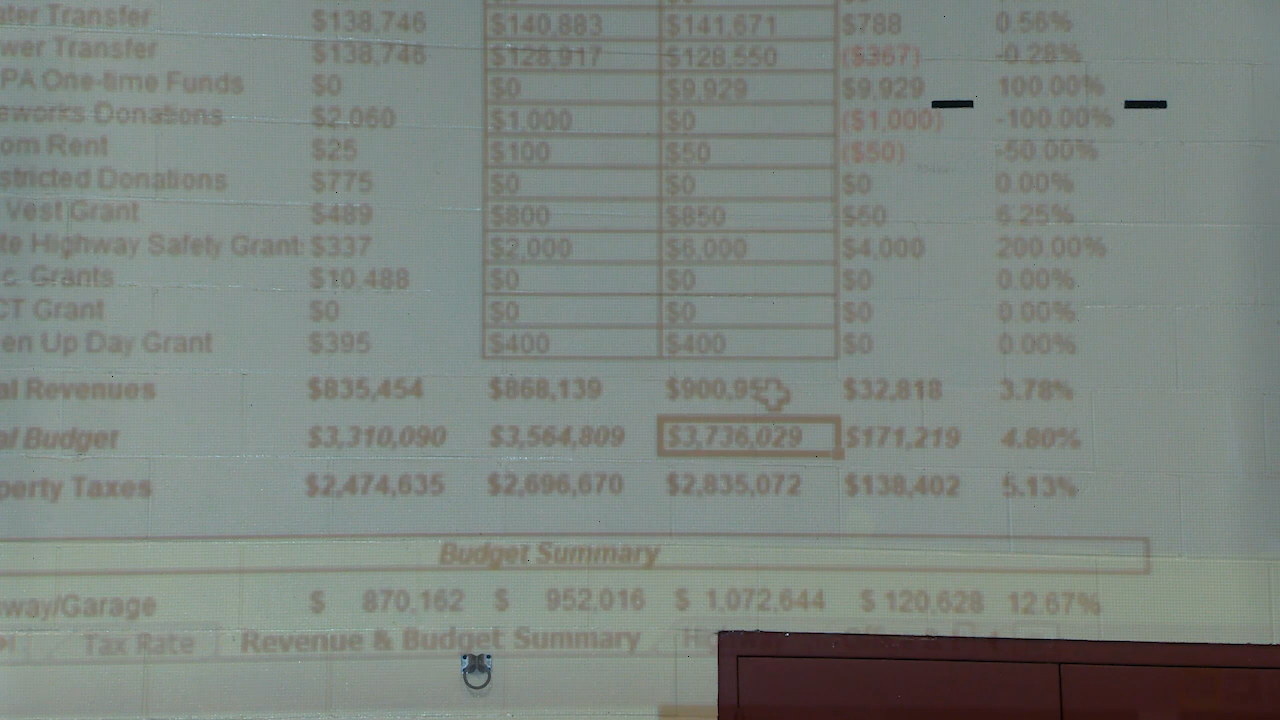 ater Transfer $138,746 $140,883 $141,671 $788 0.56%
wer Transfer $138,746 $128,917 $128,550 ($367) -0.28%
PA One-time Funds $0 $0 $9,929 $9,929 100.00%
eworks Donations $2,060 $1,000 $0 ($1,000) -100.00%
om Rent $25 $100 $50 ($50) -50.00%
stricted Donations $775 $0 $0 $0 0.00%
Vest Grant $489 $800 $850 $50 6.25%
te Highway Safety Grant $337 $2,000 $6,000 $4,000 200.00%
c. Grants $10,488 $0 $0 $0 0.00%
CT Grant $0 $0 $0 $0 0.00%
en Up Day Grant $395 $400 $400 $0 0.00%
al Revenues $835,454 $868,139 $900,95 $32,818 3.78%
al Budget $3,310,090 $3,564,809 $3,736,029 $171,219 4.80%
perty Taxes $2,474,635 $2,696,670 $2,835,072 $138,402 5.13%
Budget Summary
way/Garage $ 870,162 $ 952,016 $ 1,072,644 $ 120,628 12.67%
Tax Rate Revenue & Budget Summary